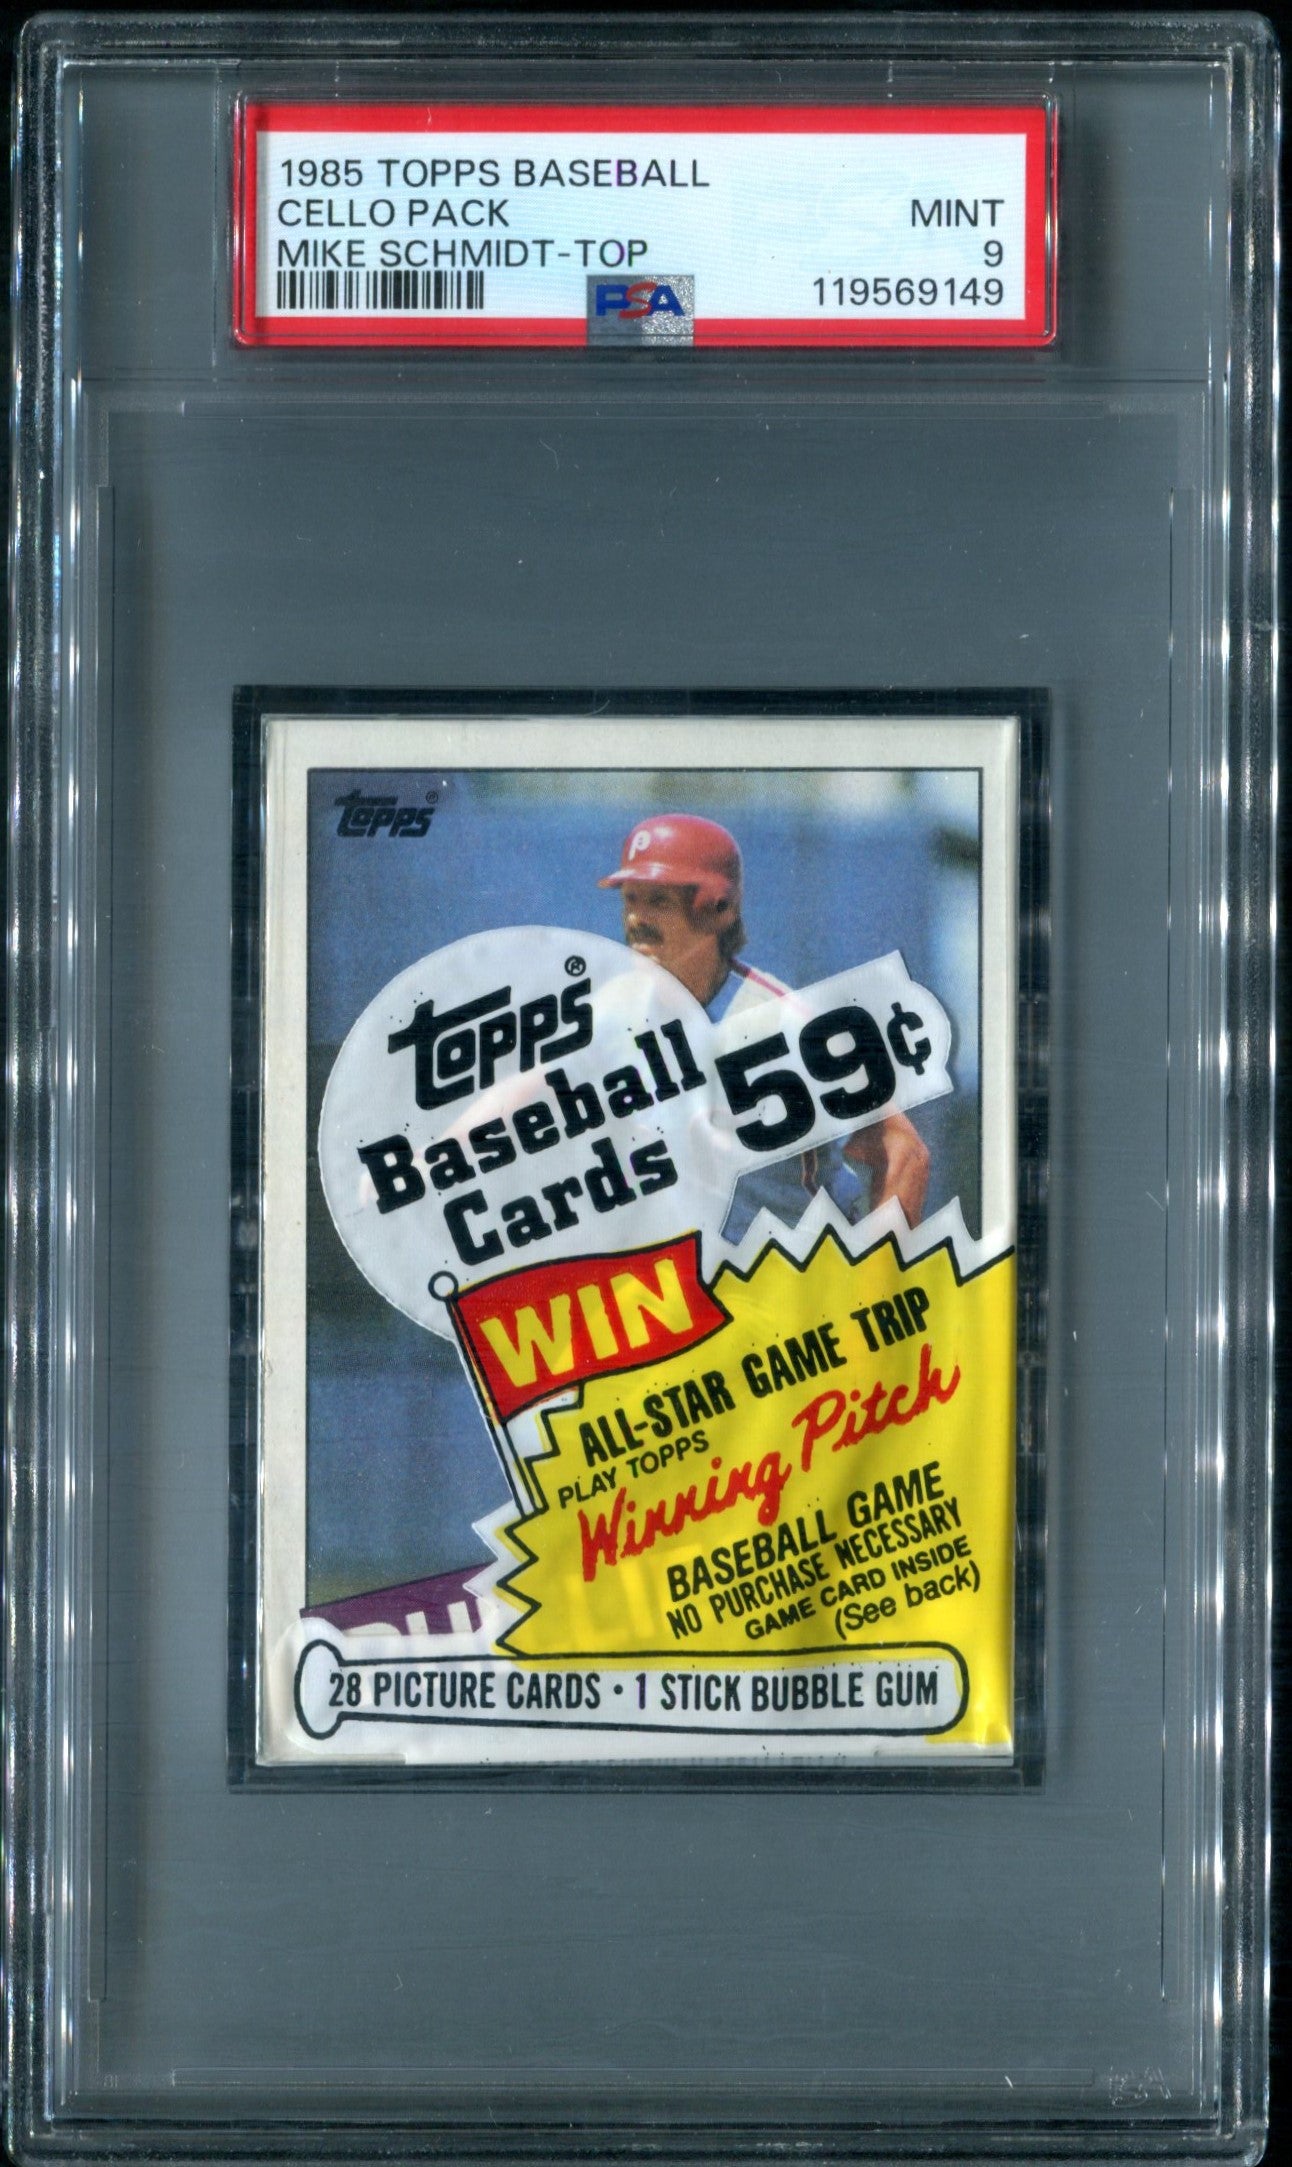 1985 TOPPS BASEBALL
CELLO PACK MINT
MIKE SCHMIDT-TOP 9
119569149
PSA
Topps®
P
Topps®
Baseball
Cards
59¢
WIN
ALL-STAR GAME TRIP
PLAY TOPPS
Winning Pitch
BASEBALL GAME
NO PURCHASE NECESSARY
GAME CARD INSIDE
(See back)
28 PICTURE CARDS • 1 STICK BUBBLE GUM